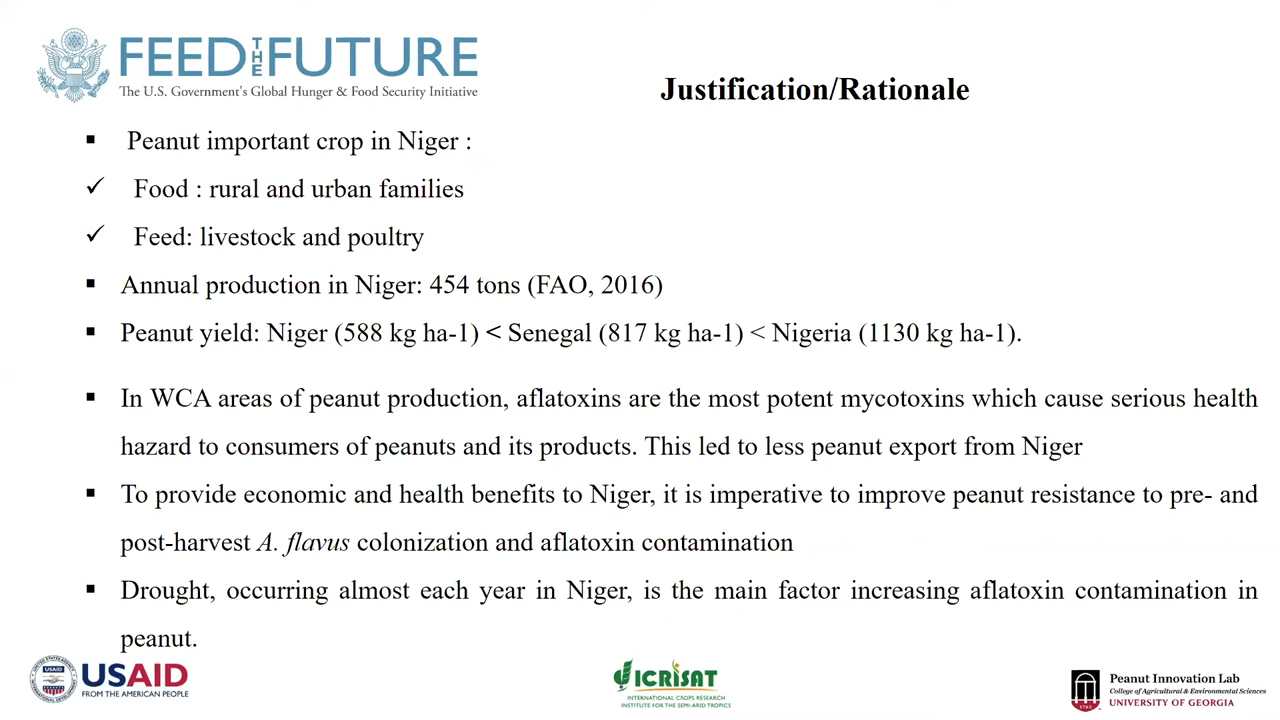 FEED THE FUTURE
The U.S. Government's Global Hunger & Food Security Initiative
Justification/Rationale
▪ Peanut important crop in Niger :
✓ Food : rural and urban families
✓ Feed: livestock and poultry
▪ Annual production in Niger: 454 tons (FAO, 2016)
▪ Peanut yield: Niger (588 kg ha-1) < Senegal (817 kg ha-1) < Nigeria (1130 kg ha-1).
▪ In WCA areas of peanut production, aflatoxins are the most potent mycotoxins which cause serious health
hazard to consumers of peanuts and its products. This led to less peanut export from Niger
▪ To provide economic and health benefits to Niger, it is imperative to improve peanut resistance to pre- and
post-harvest A. flavus colonization and aflatoxin contamination
▪ Drought, occurring almost each year in Niger, is the main factor increasing aflatoxin contamination in
peanut.
USAID
USAID
FROM THE AMERICAN PEOPLE
ICRISAT
INTERNATIONAL CROPS RESEARCH
INSTITUTE FOR THE SEMI-ARID TROPICS
1785
Peanut Innovation Lab
College of Agricultural & Environmental Sciences
UNIVERSITY OF GEORGIA